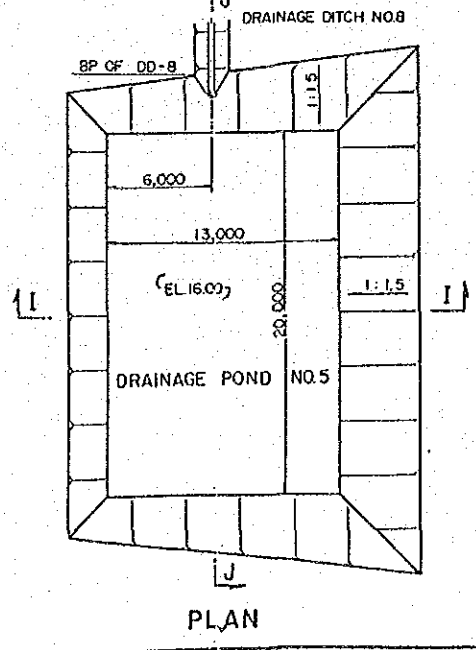 J
DRAINAGE DITCH NO.8
BP OF DD-8
1:1.5
6,000
13,000
(EL.16.00)
20,000
1:1.5
I
I
DRAINAGE POND NO.5
J
PLAN